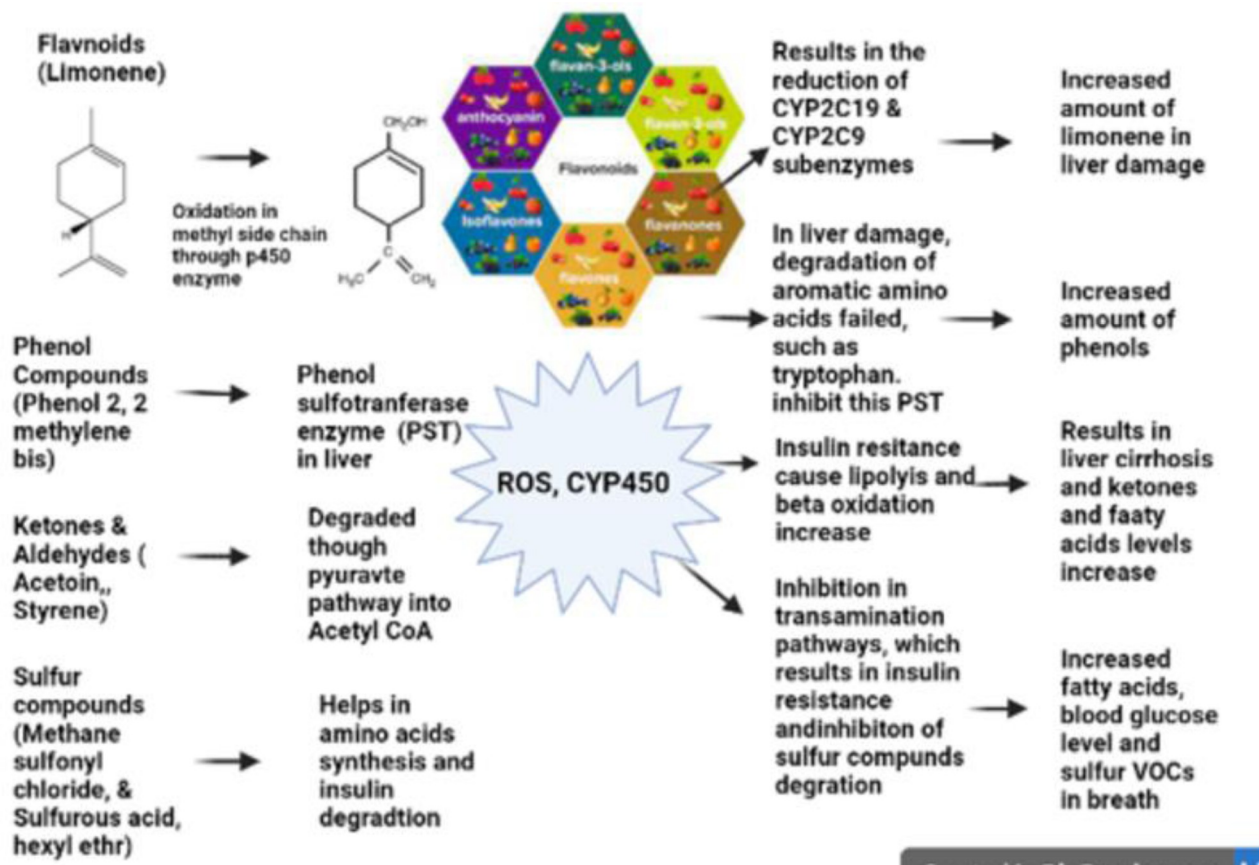 Flavnoids
(LImonene)
H
Oxidation in
methyl side chain
through p450
enzyme
CH₂OH
C
H₃C
CH₂
flavan-3-ols
anthocyanin
flavan-3-ols
Flavonoids
Isoflavones
flavanones
flavones
Results in the
reduction of
CYP2C19 &
CYP2C9
subenzymes
Increased
amount of
limonene in
liver damage
Phenol
Compounds
(Phenol 2, 2
methylene
bis)
Phenol
sulfotranferase
enzyme (PST)
in liver
In liver damage,
degradation of
aromatic amino
acids failed,
such as
tryptophan.
inhibit this PST
Increased
amount of
phenols
ROS, CYP450
Ketones &
Aldehydes (
Acetoin,,
Styrene)
Degraded
though
pyuravte
pathway into
Acetyl CoA
Insulin resitance
cause lipolyis and
beta oxidation
increase
Results in
liver cirrhosis
and ketones
and faaty
acids levels
increase
Sulfur
compounds
(Methane
sulfonyl
chloride, &
Sulfurous acid,
hexyl ethr)
Helps in
amino acids
synthesis and
insulin
degradtion
Inhibition in
transamination
pathways, which
results in insulin
resistance
andinhibiton of
sulfur compunds
degration
Increased
fatty acids,
blood glucose
level and
sulfur VOCs
in breath